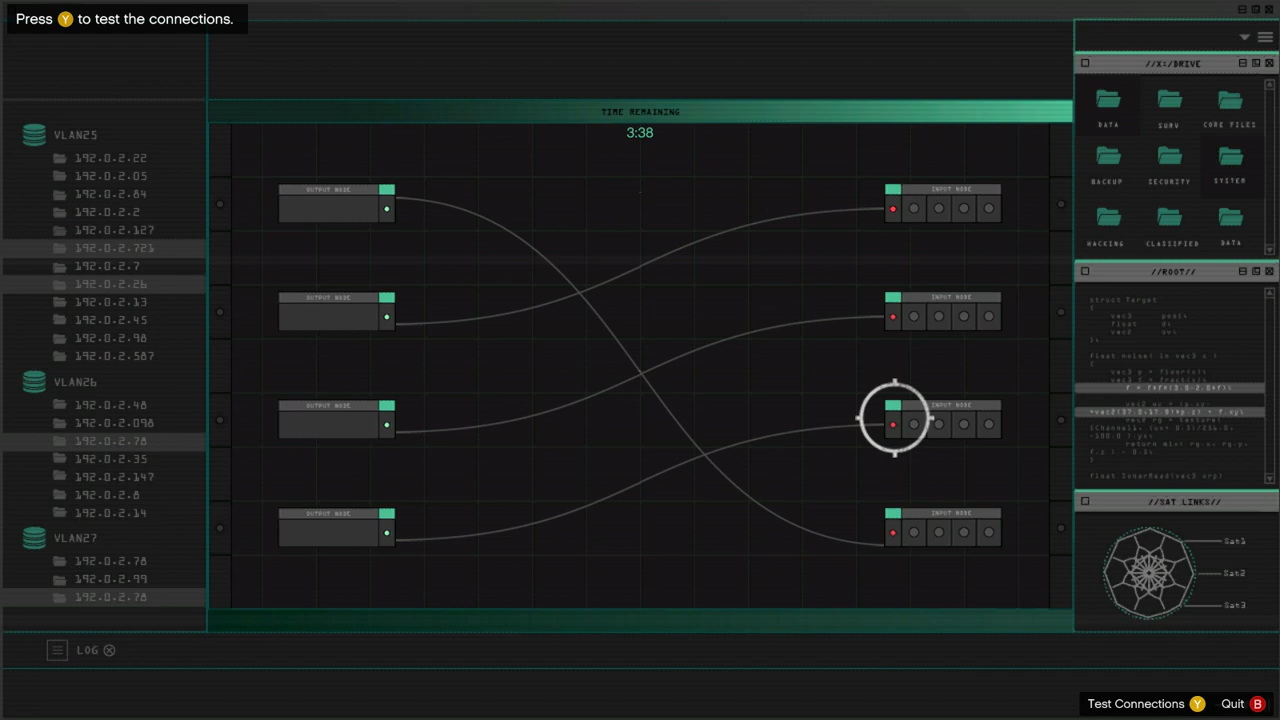 Press Y to test the connections.
//X:/DRIVE
TIME REMAINING
3:38
VLAN25
192.0.2.22
192.0.2.05
192.0.2.84
192.0.2.2
192.0.2.127
192.0.2.721
192.0.2.7
192.0.2.26
192.0.2.13
192.0.2.45
192.0.2.98
192.0.2.587
VLAN26
192.0.2.48
192.0.2.098
192.0.2.78
192.0.2.35
192.0.2.147
192.0.2.8
192.0.2.14
VLAN27
192.0.2.78
192.0.2.99
192.0.2.78
OUTPUT NODE
INPUT NODE
OUTPUT NODE
INPUT NODE
OUTPUT NODE
INPUT NODE
OUTPUT NODE
INPUT NODE
DATA
SURV
CORE FILES
BACKUP
SECURITY
SYSTEM
HACKING
CLASSIFIED
DATA
//ROOT//
struct Target
{
vec3
float
vec2
};
//SAT LINKS//
Sat1
Sat2
Sat3
LOG
Test Connections Y Quit B